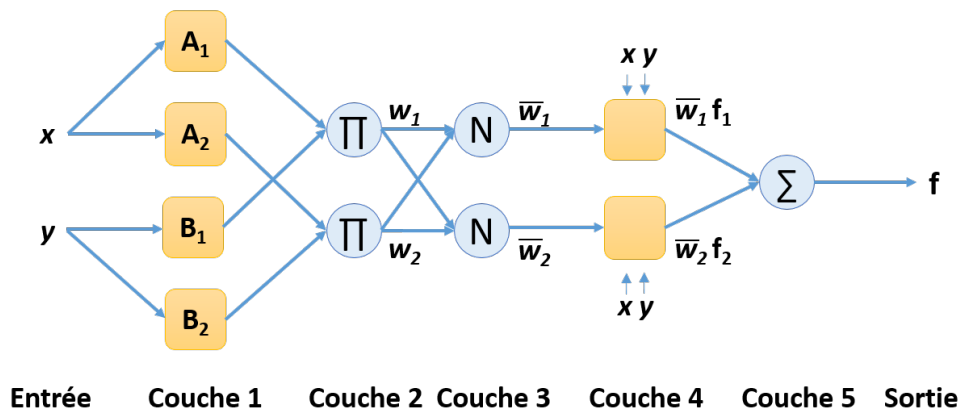 A₁
x y
A₂
x
∏
w₁
N
w̅₁
w̅₁ f₁
∑
f
y
B₁
∏
w₂
N
w̅₂
w̅₂ f₂
B₂
x y
Entrée Couche 1 Couche 2 Couche 3 Couche 4 Couche 5 Sortie